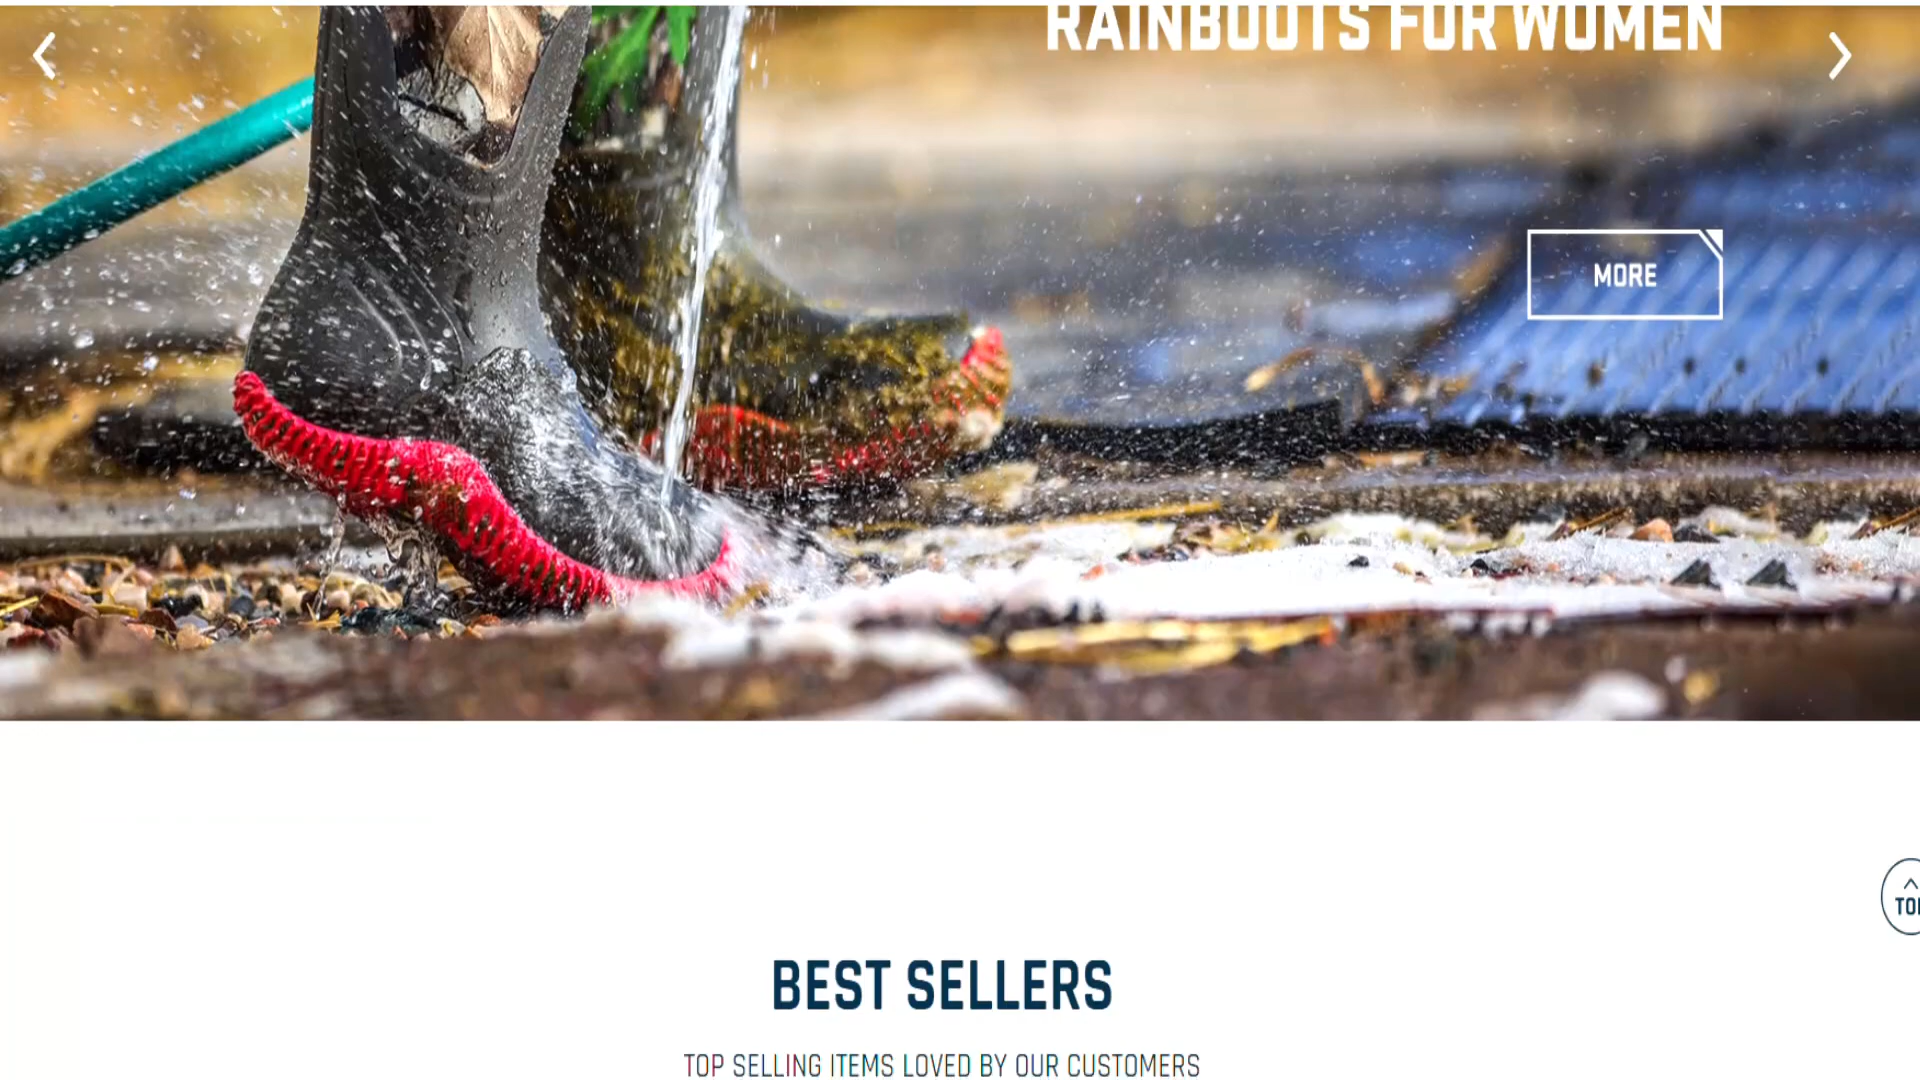 RAINBOOTS FOR WOMEN
MORE
BEST SELLERS
TOP SELLING ITEMS LOVED BY OUR CUSTOMERS